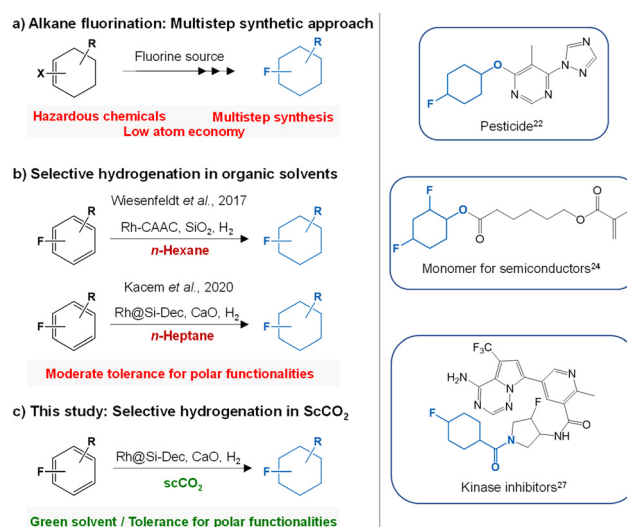 a) Alkane fluorination: Multistep synthetic approach
R
X
Fluorine source
R
F
Hazardous chemicals
Multistep synthesis
Low atom economy
b) Selective hydrogenation in organic solvents
Wiesenfeldt et al., 2017
R
F
Rh-CAAC, SiO2, H2
n-Hexane
R
F
Kacem et al., 2020
R
F
Rh@Si-Dec, CaO, H2
n-Heptane
R
F
Moderate tolerance for polar functionalities
c) This study: Selective hydrogenation in ScCO2
R
F
Rh@Si-Dec, CaO, H2
scCO2
R
F
Green solvent / Tolerance for polar functionalities
O
N
N
N
F
N
N
Pesticide22
F
O
O
O
O
F
Monomer for semiconductors24
F3C
N
H2N
N
N
N
F
F
N
NH
O
O
Kinase inhibitors27